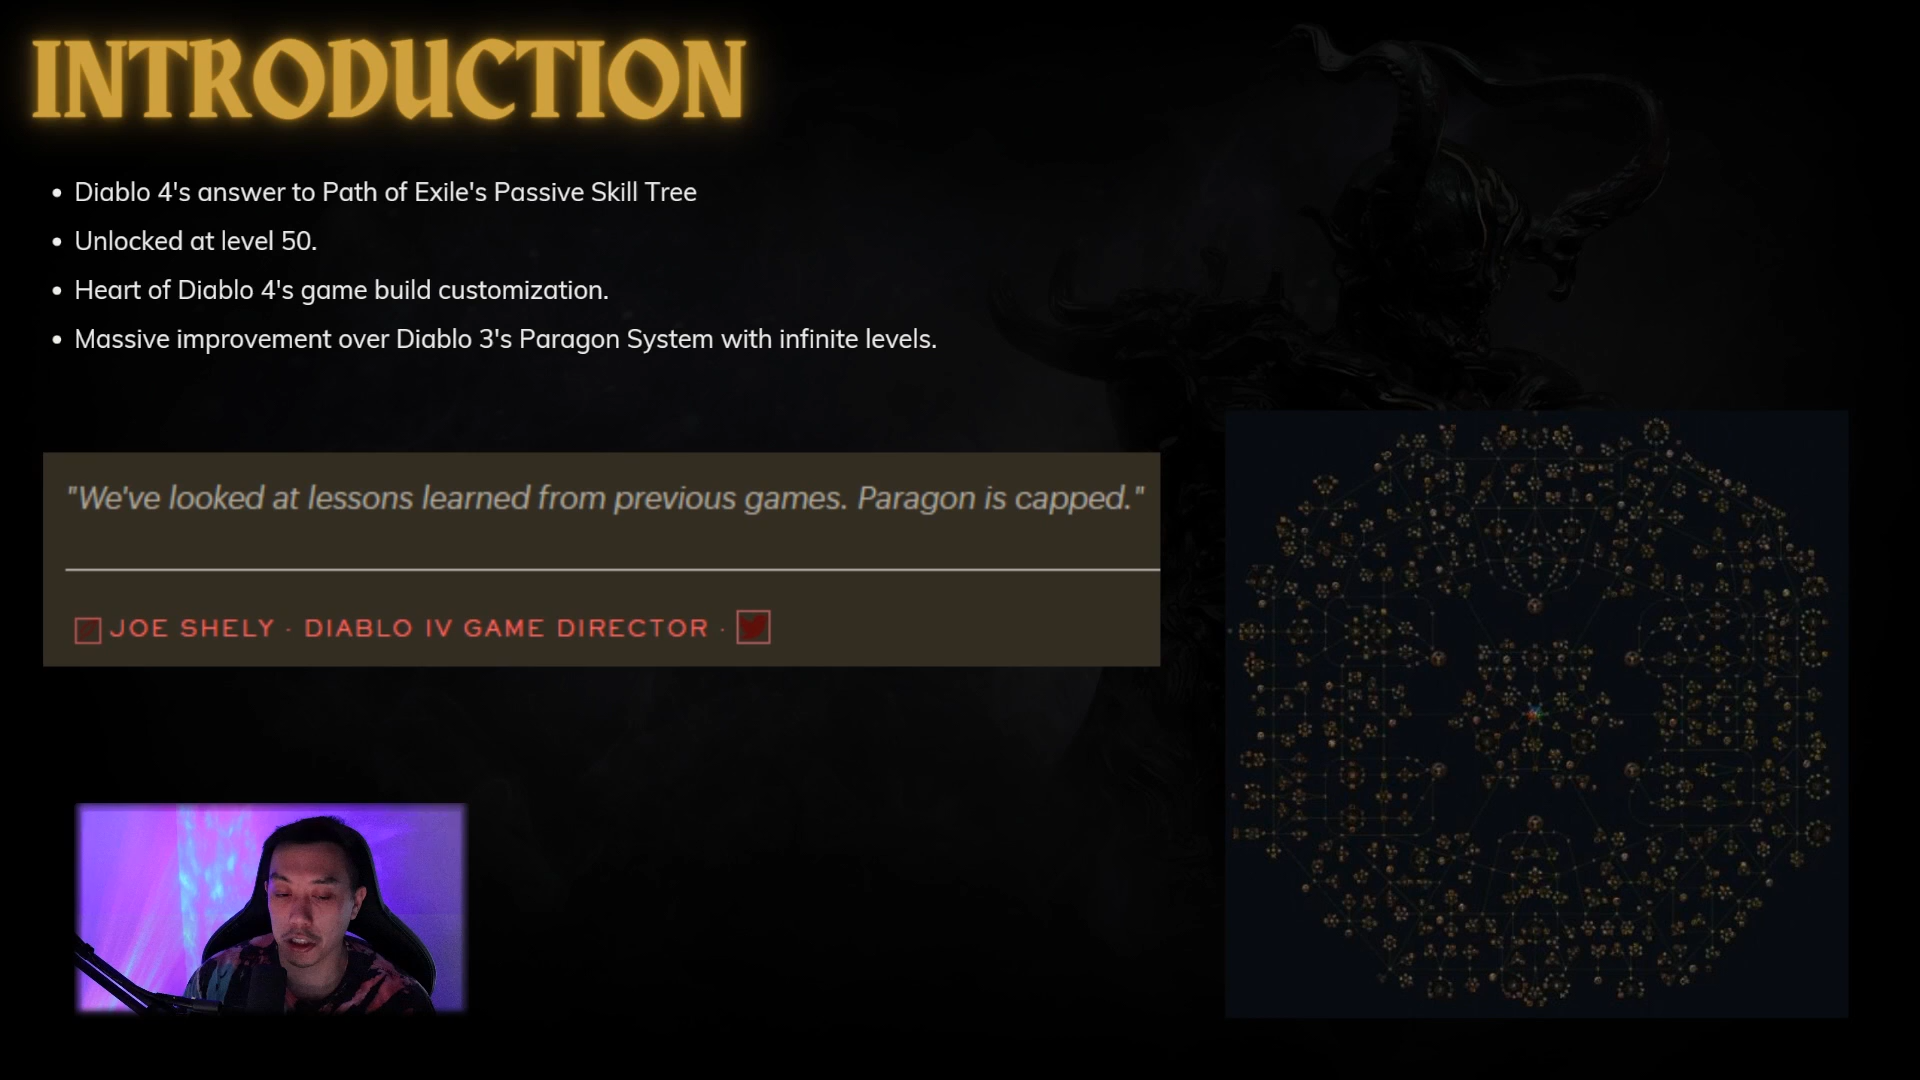 INTRODUCTION
• Diablo 4's answer to Path of Exile's Passive Skill Tree
• Unlocked at level 50.
• Heart of Diablo 4's game build customization.
• Massive improvement over Diablo 3's Paragon System with infinite levels.
"We've looked at lessons learned from previous games. Paragon is capped."
JOE SHELY · DIABLO IV GAME DIRECTOR ·